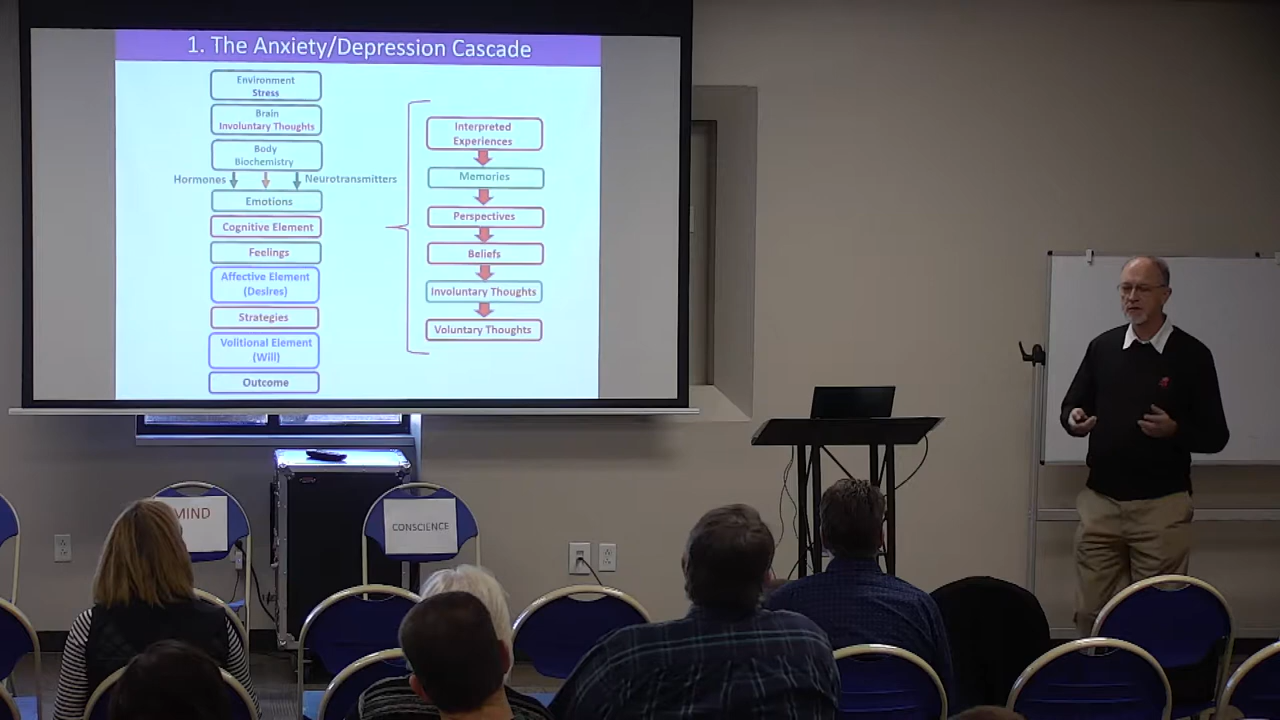 1. The Anxiety/Depression Cascade
Environment
Stress
Brain
Involuntary Thoughts
Body
Biochemistry
Hormones
Neurotransmitters
Emotions
Cognitive Element
Feelings
Affective Element
(Desires)
Strategies
Volitional Element
(Will)
Outcome
Interpreted
Experiences
Memories
Perspectives
Beliefs
Involuntary Thoughts
Voluntary Thoughts
MIND
CONSCIENCE